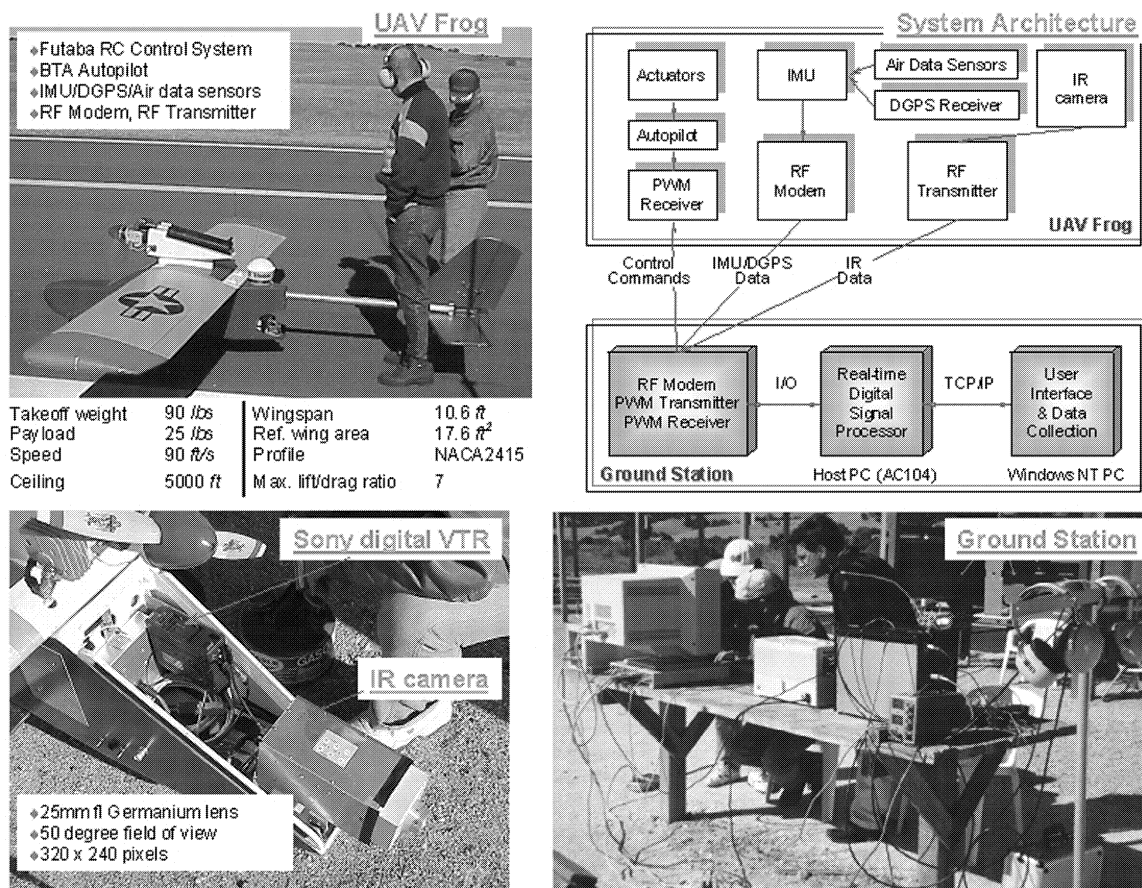 UAV Frog
◆Futaba RC Control System
◆BTA Autopilot
◆IMU/DGPS/Air data sensors
◆RF Modem, RF Transmitter
Takeoff weight 90 lbs Wingspan 10.6 ft
Payload 25 lbs Ref. wing area 17.6 ft²
Speed 90 ft/s Profile NACA2415
Ceiling 5000 ft Max. lift/drag ratio 7
System Architecture
Actuators
IMU
Air Data Sensors
DGPS Receiver
IR
camera
Autopilot
PWM
Receiver
RF
Modem
RF
Transmitter
UAV Frog
Control
Commands
IMU/DGPS
Data
IR
Data
RF Modem
PWM Transmitter
PWM Receiver
I/O
Real-time
Digital
Signal
Processor
TCP/IP
User
Interface
& Data
Collection
Ground Station
Host PC (AC104)
Windows NT PC
Sony digital VTR
IR camera
◆25mm fl Germanium lens
◆50 degree field of view
◆320 x 240 pixels
Ground Station